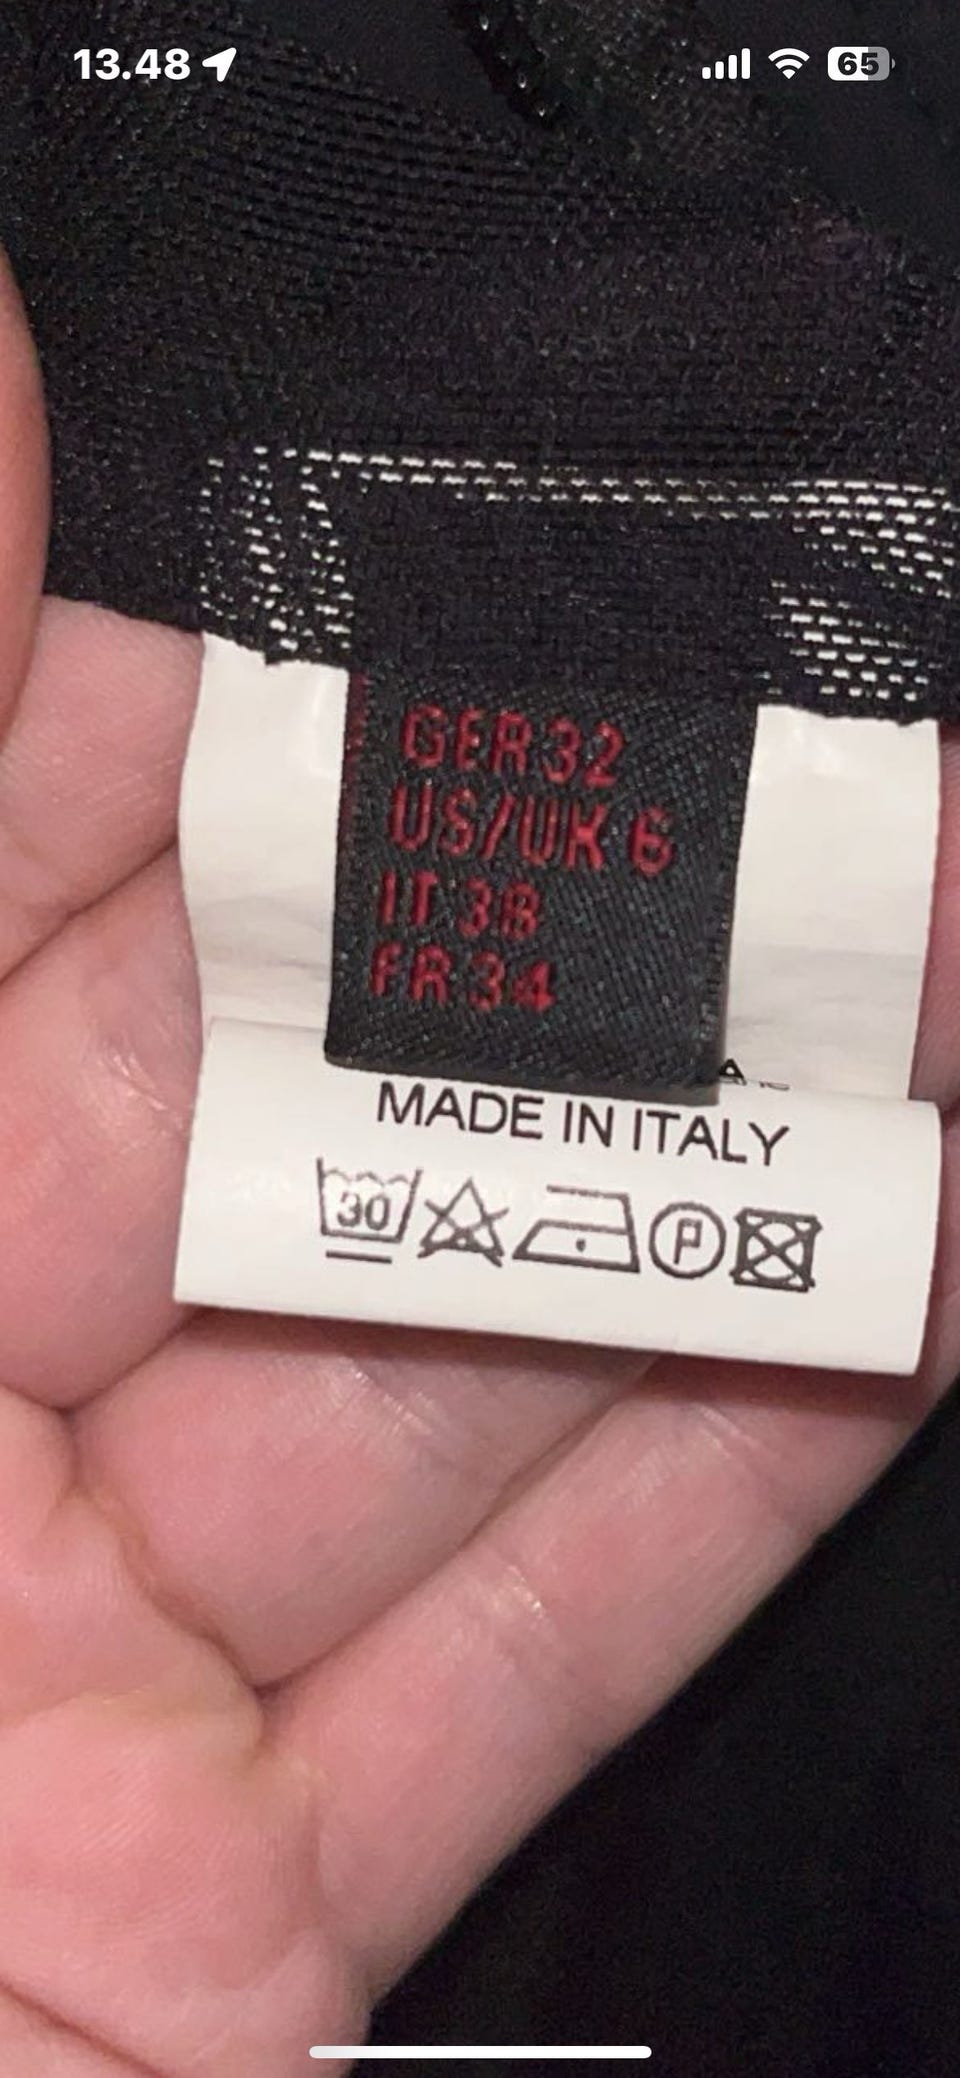 13.48
65
GER 32
US/UK 6
IT 38
FR 34
MADE IN ITALY
30
P